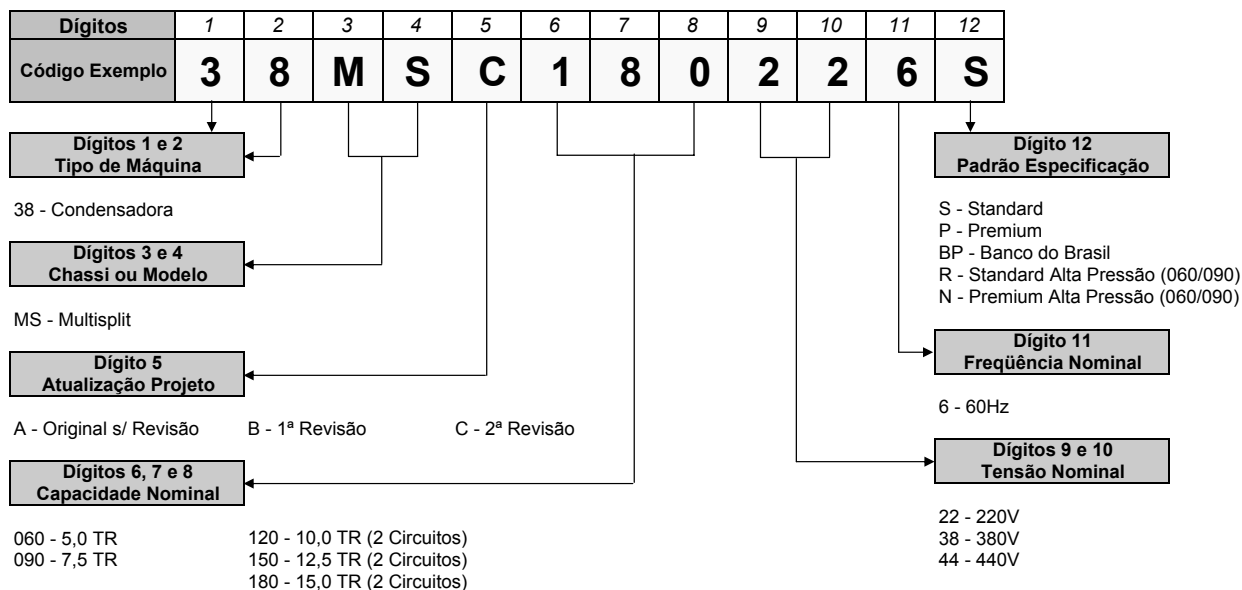 Dígitos 1 2 3 4 5 6 7 8 9 10 11 12
Código Exemplo 3 8 M S C 1 8 0 2 2 6 S
Dígitos 1 e 2
Tipo de Máquina
38 - Condensadora
Dígitos 3 e 4
Chassi ou Modelo
MS - Multisplit
Dígito 5
Atualização Projeto
A - Original s/ Revisão B - 1ª Revisão C - 2ª Revisão
Dígitos 6, 7 e 8
Capacidade Nominal
060 - 5,0 TR
090 - 7,5 TR
120 - 10,0 TR (2 Circuitos)
150 - 12,5 TR (2 Circuitos)
180 - 15,0 TR (2 Circuitos)
Dígito 12
Padrão Especificação
S - Standard
P - Premium
BP - Banco do Brasil
R - Standard Alta Pressão (060/090)
N - Premium Alta Pressão (060/090)
Dígito 11
Freqüência Nominal
6 - 60Hz
Dígitos 9 e 10
Tensão Nominal
22 - 220V
38 - 380V
44 - 440V